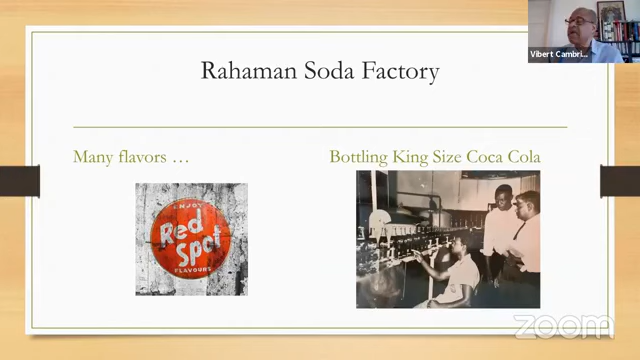 Rahaman Soda Factory
Vibert Cambri...
Many flavors …
Bottling King Size Coca Cola
ENJOY
Red
Spot
FLAVOURS
zoom